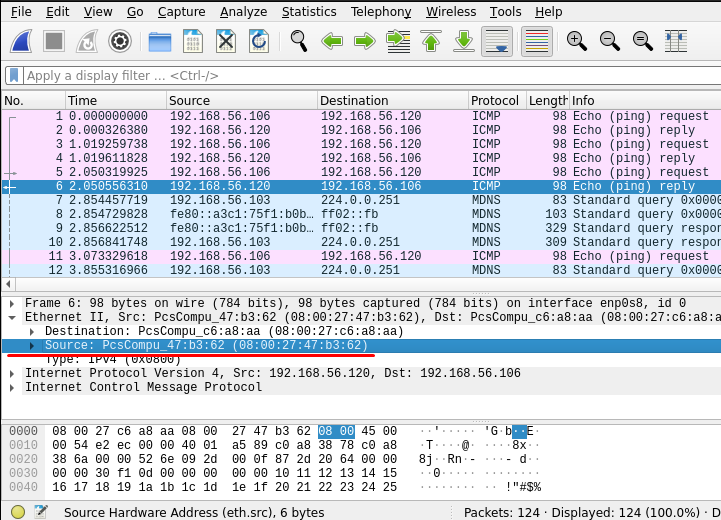 File Edit View Go Capture Analyze Statistics Telephony Wireless Tools Help
Apply a display filter ... <Ctrl-/>
No. Time Source Destination Protocol Length Info
1 0.000000000 192.168.56.106 192.168.56.120 ICMP 98 Echo (ping) request
2 0.000326380 192.168.56.120 192.168.56.106 ICMP 98 Echo (ping) reply
3 1.019259738 192.168.56.106 192.168.56.120 ICMP 98 Echo (ping) request
4 1.019611828 192.168.56.120 192.168.56.106 ICMP 98 Echo (ping) reply
5 2.050319925 192.168.56.106 192.168.56.120 ICMP 98 Echo (ping) request
6 2.050556310 192.168.56.120 192.168.56.106 ICMP 98 Echo (ping) reply
7 2.854457719 192.168.56.103 224.0.0.251 MDNS 83 Standard query 0x0000
8 2.854729828 fe80::a3c1:75f1:b0b… ff02::fb MDNS 103 Standard query 0x0000
9 2.856622512 fe80::a3c1:75f1:b0b… ff02::fb MDNS 329 Standard query respon
10 2.856841748 192.168.56.103 224.0.0.251 MDNS 309 Standard query respon
11 3.073329618 192.168.56.106 192.168.56.120 ICMP 98 Echo (ping) request
12 3.855316966 192.168.56.103 224.0.0.251 MDNS 83 Standard query 0x0000
Frame 6: 98 bytes on wire (784 bits), 98 bytes captured (784 bits) on interface enp0s8, id 0
Ethernet II, Src: PcsCompu_47:b3:62 (08:00:27:47:b3:62), Dst: PcsCompu_c6:a8:aa (08:00:27:c6:a8:a
Destination: PcsCompu_c6:a8:aa (08:00:27:c6:a8:aa)
Source: PcsCompu_47:b3:62 (08:00:27:47:b3:62)
Type: IPv4 (0x0800)
Internet Protocol Version 4, Src: 192.168.56.120, Dst: 192.168.56.106
Internet Control Message Protocol
0000 08 00 27 c6 a8 aa 08 00 27 47 b3 62 08 00 45 00 ··'····· 'G·b··E·
0010 00 54 e2 ec 00 00 40 01 a5 89 c0 a8 38 78 c0 a8 ·T····@· ····8x··
0020 38 6a 00 00 52 6e 09 2d 00 0f 87 2d 20 64 00 00 8j··Rn·- ···- d··
0030 00 00 30 f1 0d 00 00 00 00 00 10 11 12 13 14 15 ··0····· ········
0040 16 17 18 19 1a 1b 1c 1d 1e 1f 20 21 22 23 24 25 ········ ·· !"#$%
Source Hardware Address (eth.src), 6 bytes Packets: 124 · Displayed: 124 (100.0%) · D